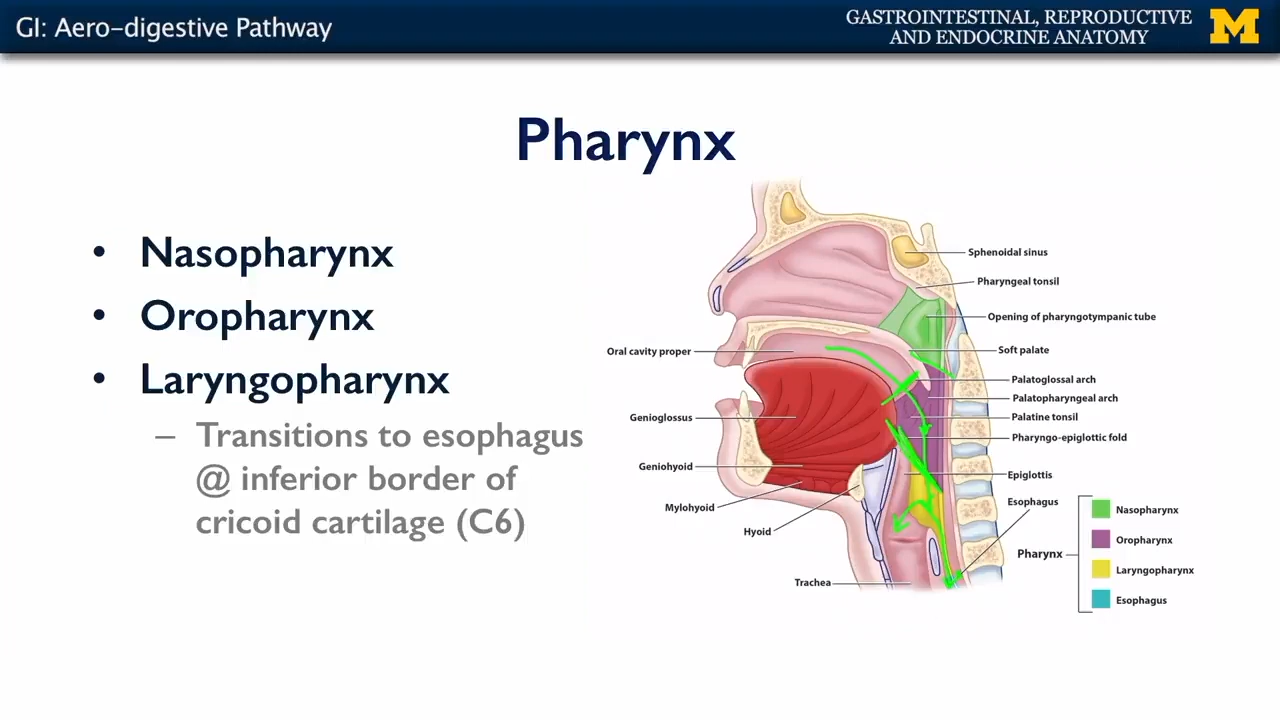 GI: Aero-digestive Pathway
GASTROINTESTINAL, REPRODUCTIVE
AND ENDOCRINE ANATOMY
M
Pharynx
• Nasopharynx
• Oropharynx
• Laryngopharynx
– Transitions to esophagus
@ inferior border of
cricoid cartilage (C6)
Sphenoidal sinus
Pharyngeal tonsil
Opening of pharyngotympanic tube
Oral cavity proper
Soft palate
Palatoglossal arch
Palatopharyngeal arch
Genioglossus
Palatine tonsil
Pharyngo-epiglottic fold
Geniohyoid
Epiglottis
Mylohyoid
Esophagus
Hyoid
Trachea
Pharynx
Nasopharynx
Oropharynx
Laryngopharynx
Esophagus